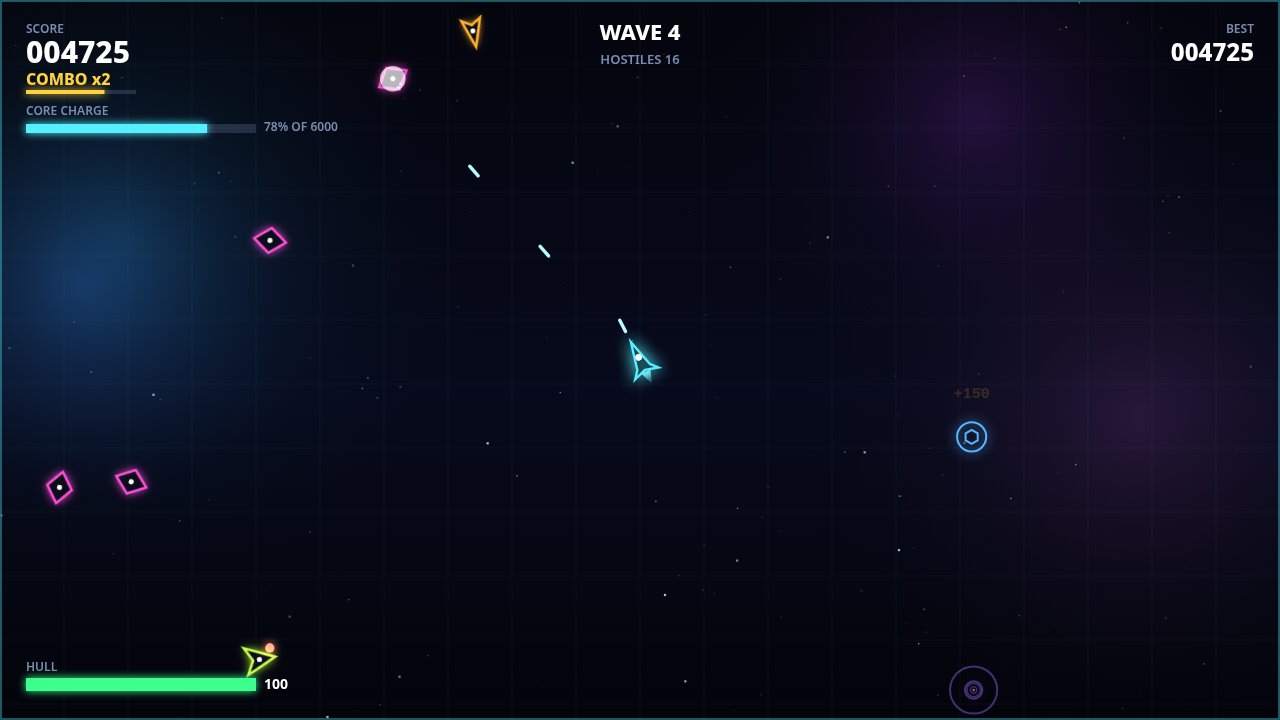 SCORE
004725
COMBO x2
CORE CHARGE
78% OF 6000
WAVE 4
HOSTILES 16
BEST
004725
+150
HULL
100